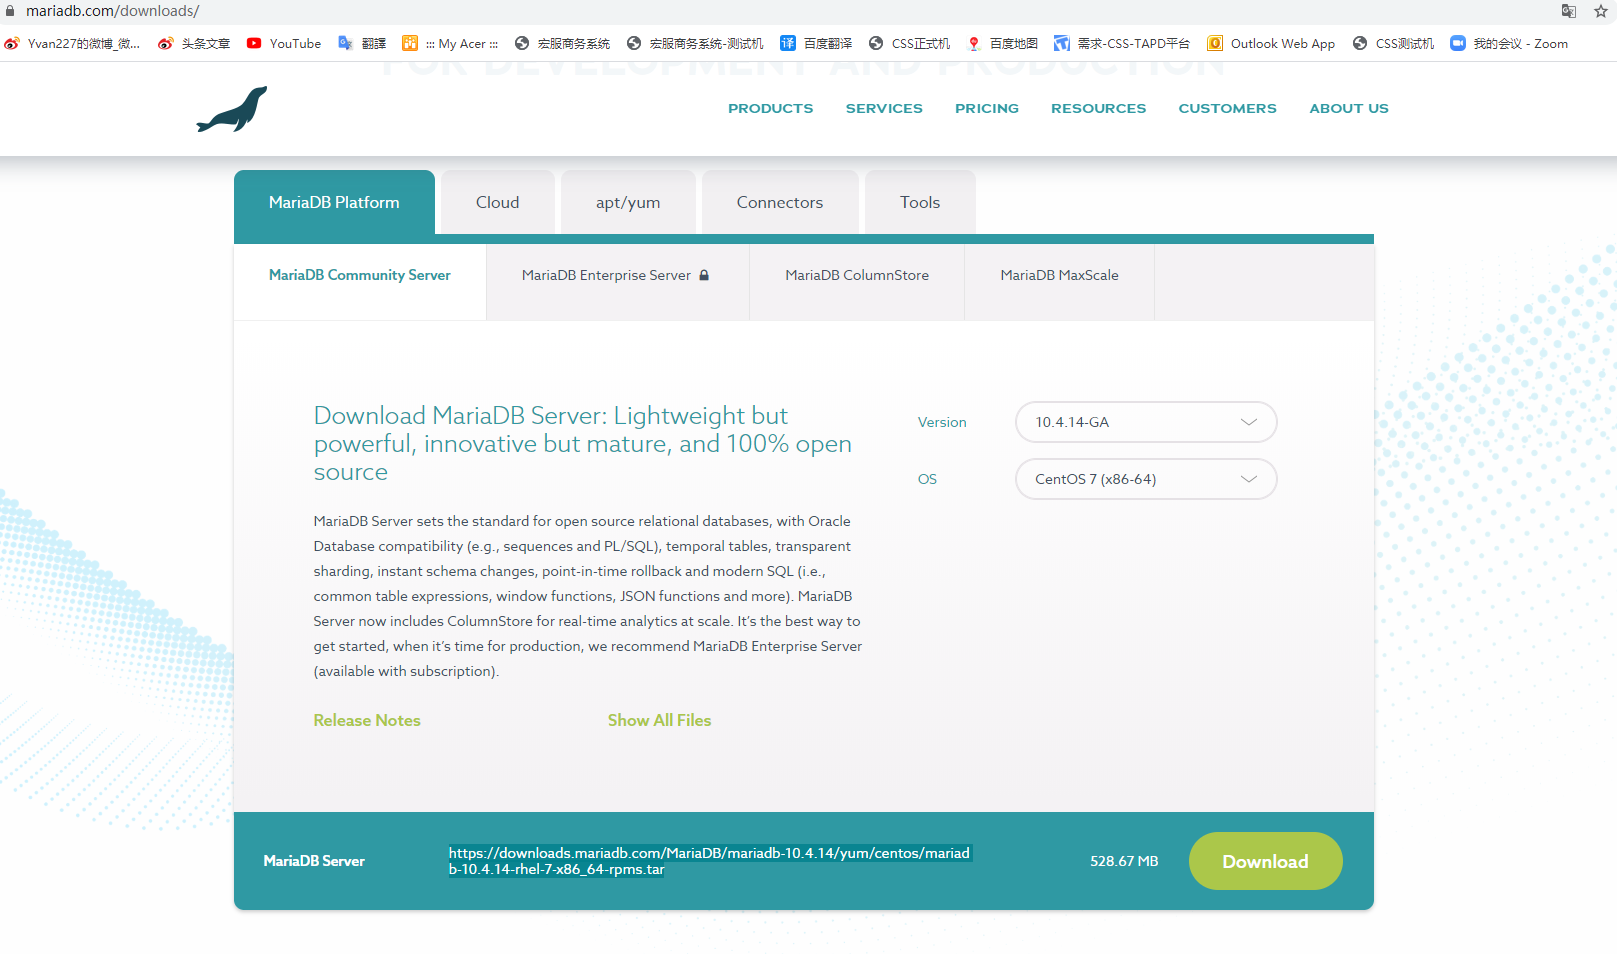 mariadb.com/downloads/
Yvan227的微博_微... 头条文章 YouTube 翻譯 ::: My Acer ::: 宏服商务系统 宏服商务系统-测试机 百度翻译 CSS正式机 百度地图 需求-CSS-TAPD平台 Outlook Web App CSS测试机 我的会议 - Zoom
FOR DEVELOPMENT AND PRODUCTION
PRODUCTS SERVICES PRICING RESOURCES CUSTOMERS ABOUT US
MariaDB Platform Cloud apt/yum Connectors Tools
MariaDB Community Server MariaDB Enterprise Server MariaDB ColumnStore MariaDB MaxScale
Download MariaDB Server: Lightweight but
powerful, innovative but mature, and 100% open
source
Version 10.4.14-GA
OS CentOS 7 (x86-64)
MariaDB Server sets the standard for open source relational databases, with Oracle
Database compatibility (e.g., sequences and PL/SQL), temporal tables, transparent
sharding, instant schema changes, point-in-time rollback and modern SQL (i.e.,
common table expressions, window functions, JSON functions and more). MariaDB
Server now includes ColumnStore for real-time analytics at scale. It’s the best way to
get started, when it’s time for production, we recommend MariaDB Enterprise Server
(available with subscription).
Release Notes Show All Files
MariaDB Server
https://downloads.mariadb.com/MariaDB/mariadb-10.4.14/yum/centos/mariad
b-10.4.14-rhel-7-x86_64-rpms.tar
528.67 MB
Download